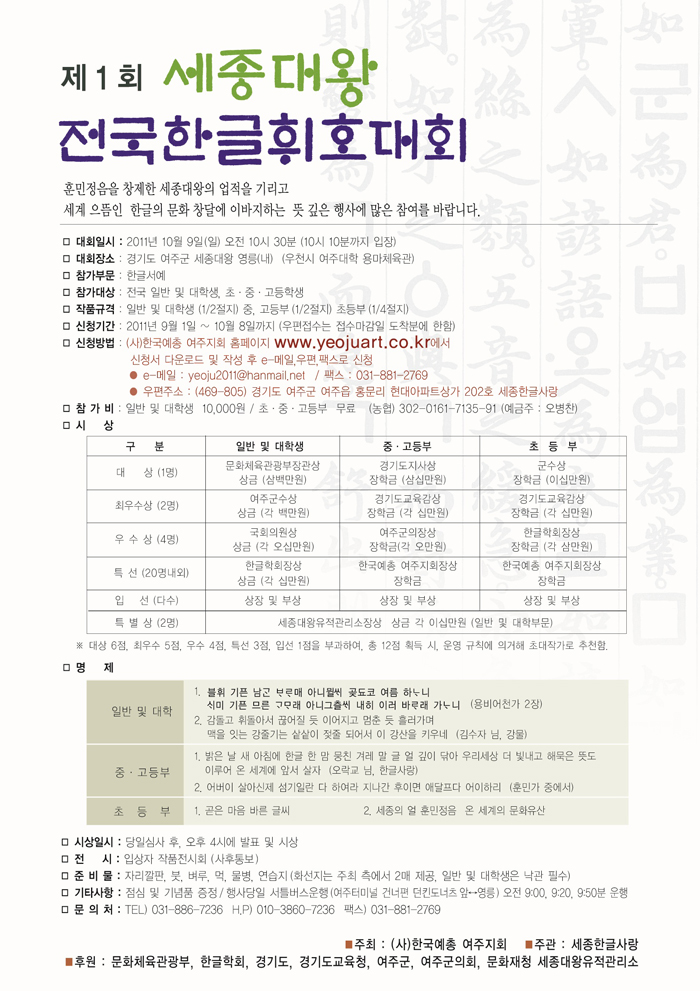 제1회 세종대왕
전국한글휘호대회
훈민정음을 창제한 세종대왕의 업적을 기리고
세계 으뜸인 한글의 문화 창달에 이바지하는 뜻 깊은 행사에 많은 참여를 바랍니다.
□ 대회일시 : 2011년 10월 9일(일) 오전 10시 30분 (10시 10분까지 입장)
□ 대회장소 : 경기도 여주군 세종대왕 영릉(내) (우천시 여주대학 용마체육관)
□ 참가부문 : 한글서예
□ 참가대상 : 전국 일반 및 대학생, 초·중·고등학생
□ 작품규격 : 일반 및 대학생 (1/2절지) 중, 고등부 (1/2절지) 초등부 (1/4절지)
□ 신청기간 : 2011년 9월 1일 ~ 10월 8일까지 (우편접수는 접수마감일 도착분에 한함)
□ 신청방법 : (사)한국예총 여주지회 홈페이지 www.yeojuart.co.kr에서
신청서 다운로드 및 작성 후 e-메일,우편,팩스로 신청
● e-메일 : yeoju2011@hanmail.net / 팩스 : 031-881-2769
● 우편주소 : (469-805) 경기도 여주군 여주읍 홍문리 현대아파트상가 202호 세종한글사랑
□ 참 가 비 : 일반 및 대학생 10,000원 / 초·중·고등부 무료 (농협) 302-0161-7135-91 (예금주 : 오병찬)
□ 시 상
구 분 일반 및 대학생 중·고등부 초 등 부
대 상 (1명) 문화체육관광부장관상 경기도지사상 군수상
상금 (삼백만원) 장학금 (삼십만원) 장학금 (이십만원)
최우수상 (2명) 여주군수상 경기도교육감상 경기도교육감상
상금 (각 백만원) 장학금 (각 십만원) 장학금 (각 십만원)
우 수 상 (4명) 국회의원상 여주군의장상 한글학회장상
상금 (각 오십만원) 장학금(각 오만원) 장학금 (각 삼만원)
특 선 (20명내외) 한글학회장상 한국예총 여주지회장상 한국예총 여주지회장상
상금 (각 십만원) 장학금 장학금
입 선 (다수) 상장 및 부상 상장 및 부상 상장 및 부상
특 별 상 (2명) 세종대왕유적관리소장상 상금 각 이십만원 (일반 및 대학부문)
※ 대상 6점, 최우수 5점, 우수 4점, 특선 3점, 입선 1점을 부과하여, 총 12점 획득 시, 운영 규칙에 의거해 초대작가로 추천함.
□ 명 제
일반 및 대학
1. 불휘 기픈 남ᄀᆞᆫ ᄇᆞᄅᆞ매 아니뮐ᄊᆡ 곶됴코 여름 하ᄂᆞ니
ᄉᆡ미 기픈 므른 ᄀᆞᄆᆞ래 아니그츨ᄊᆡ 내히 이러 바ᄅᆞ래 가ᄂᆞ니 (용비어천가 2장)
2. 감돌고 휘돌아서 끊어질 듯 이어지고 멈춘 듯 흘러가며
맥을 잇는 강줄기는 샅샅이 젖줄 되어서 이 강산을 키우네 (김수자 님, 강물)
중·고등부
1. 밝은 날 새 아침에 한글 한 맘 뭉친 겨레 말 글 얼 깊이 닦아 우리세상 더 빛내고 해묵은 뜻도
이루어 온 세계에 앞서 살자 (오락교 님, 한글사랑)
2. 어버이 살아신제 섬기일란 다 하여라 지나간 후이면 애달프다 어이하리 (훈민가 중에서)
초 등 부
1. 곧은 마음 바른 글씨 2. 세종의 얼 훈민정음 온 세계의 문화유산
□ 시상일시 : 당일심사 후, 오후 4시에 발표 및 시상
□ 전 시 : 입상자 작품전시회 (사후통보)
□ 준 비 물 : 자리깔판, 붓, 벼루, 먹, 물병, 연습지 (화선지는 주최 측에서 2매 제공, 일반 및 대학생은 낙관 필수)
□ 기타사항 : 점심 및 기념품 증정 / 행사당일 서틀버스운행 (여주터미널 건너편 던킨도너츠 앞↔영릉) 오전 9:00, 9:20, 9:50분 운행
□ 문 의 처 : TEL) 031-886-7236 H.P) 010-3860-7236 팩스) 031-881-2769
■주최 : (사)한국예총 여주지회 ■주관 : 세종한글사랑
■후원 : 문화체육관광부, 한글학회, 경기도, 경기도교육청, 여주군, 여주군의회, 문화재청 세종대왕유적관리소